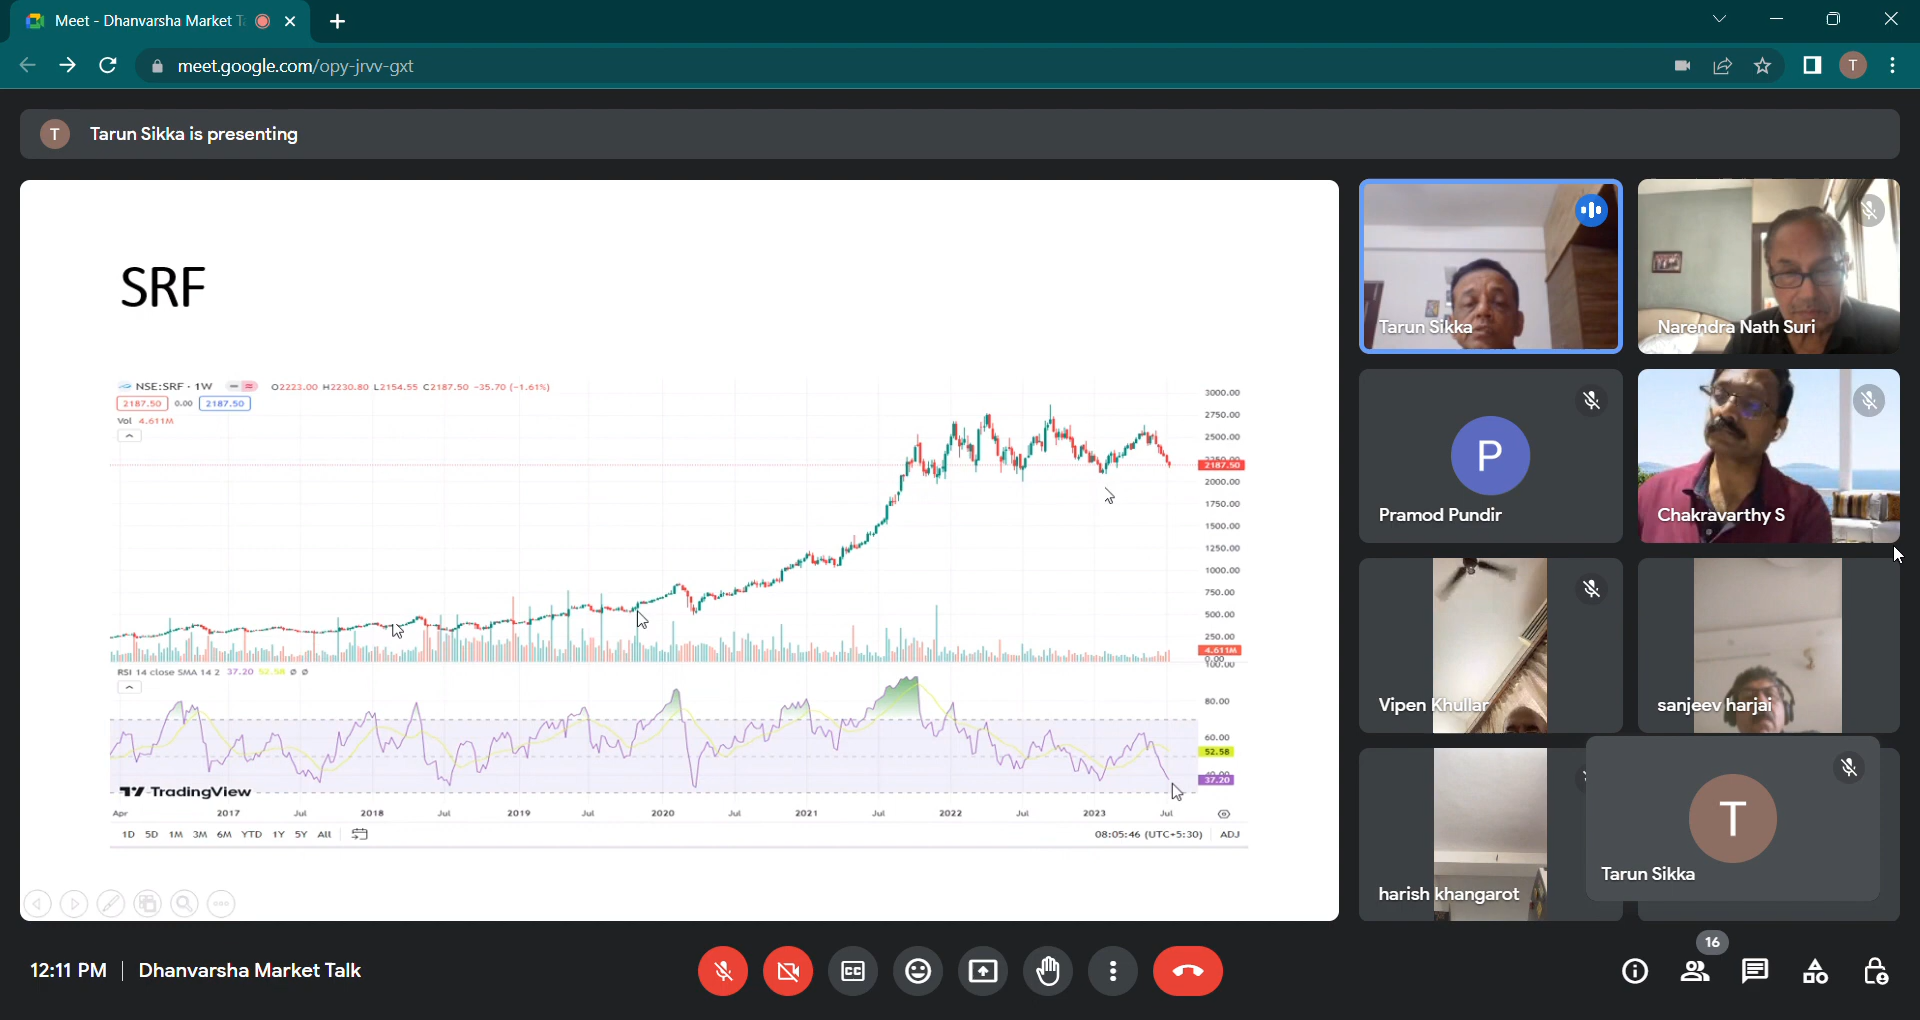 Meet - Dhanvarsha Market T
meet.google.com/opy-jrvv-gxt
T
T
Tarun Sikka is presenting
SRF
NSE:SRF · 1W
O2223.00 H2230.80 L2154.55 C2187.50 -35.70 (-1.61%)
2187.50 0.00 2187.50
Vol 4.611M
3000.00
2750.00
2500.00
2187.50
2000.00
1750.00
1500.00
1250.00
1000.00
750.00
500.00
250.00
4.611M
0.00
100.00
RSI 14 close SMA 14 2 37.20 52.58
80.00
60.00
52.58
40.00
37.20
TradingView
Apr 2017 Jul 2018 Jul 2019 Jul 2020 Jul 2021 Jul 2022 Jul 2023 Jul
1D 5D 1M 3M 6M YTD 1Y 5Y All
08:05:46 (UTC+5:30) ADJ
Tarun Sikka
Narendra Nath Suri
P
Pramod Pundir
Chakravarthy S
Vipen Khullar
sanjeev harjai
harish khangarot
T
Tarun Sikka
12:11 PM | Dhanvarsha Market Talk
CC
16